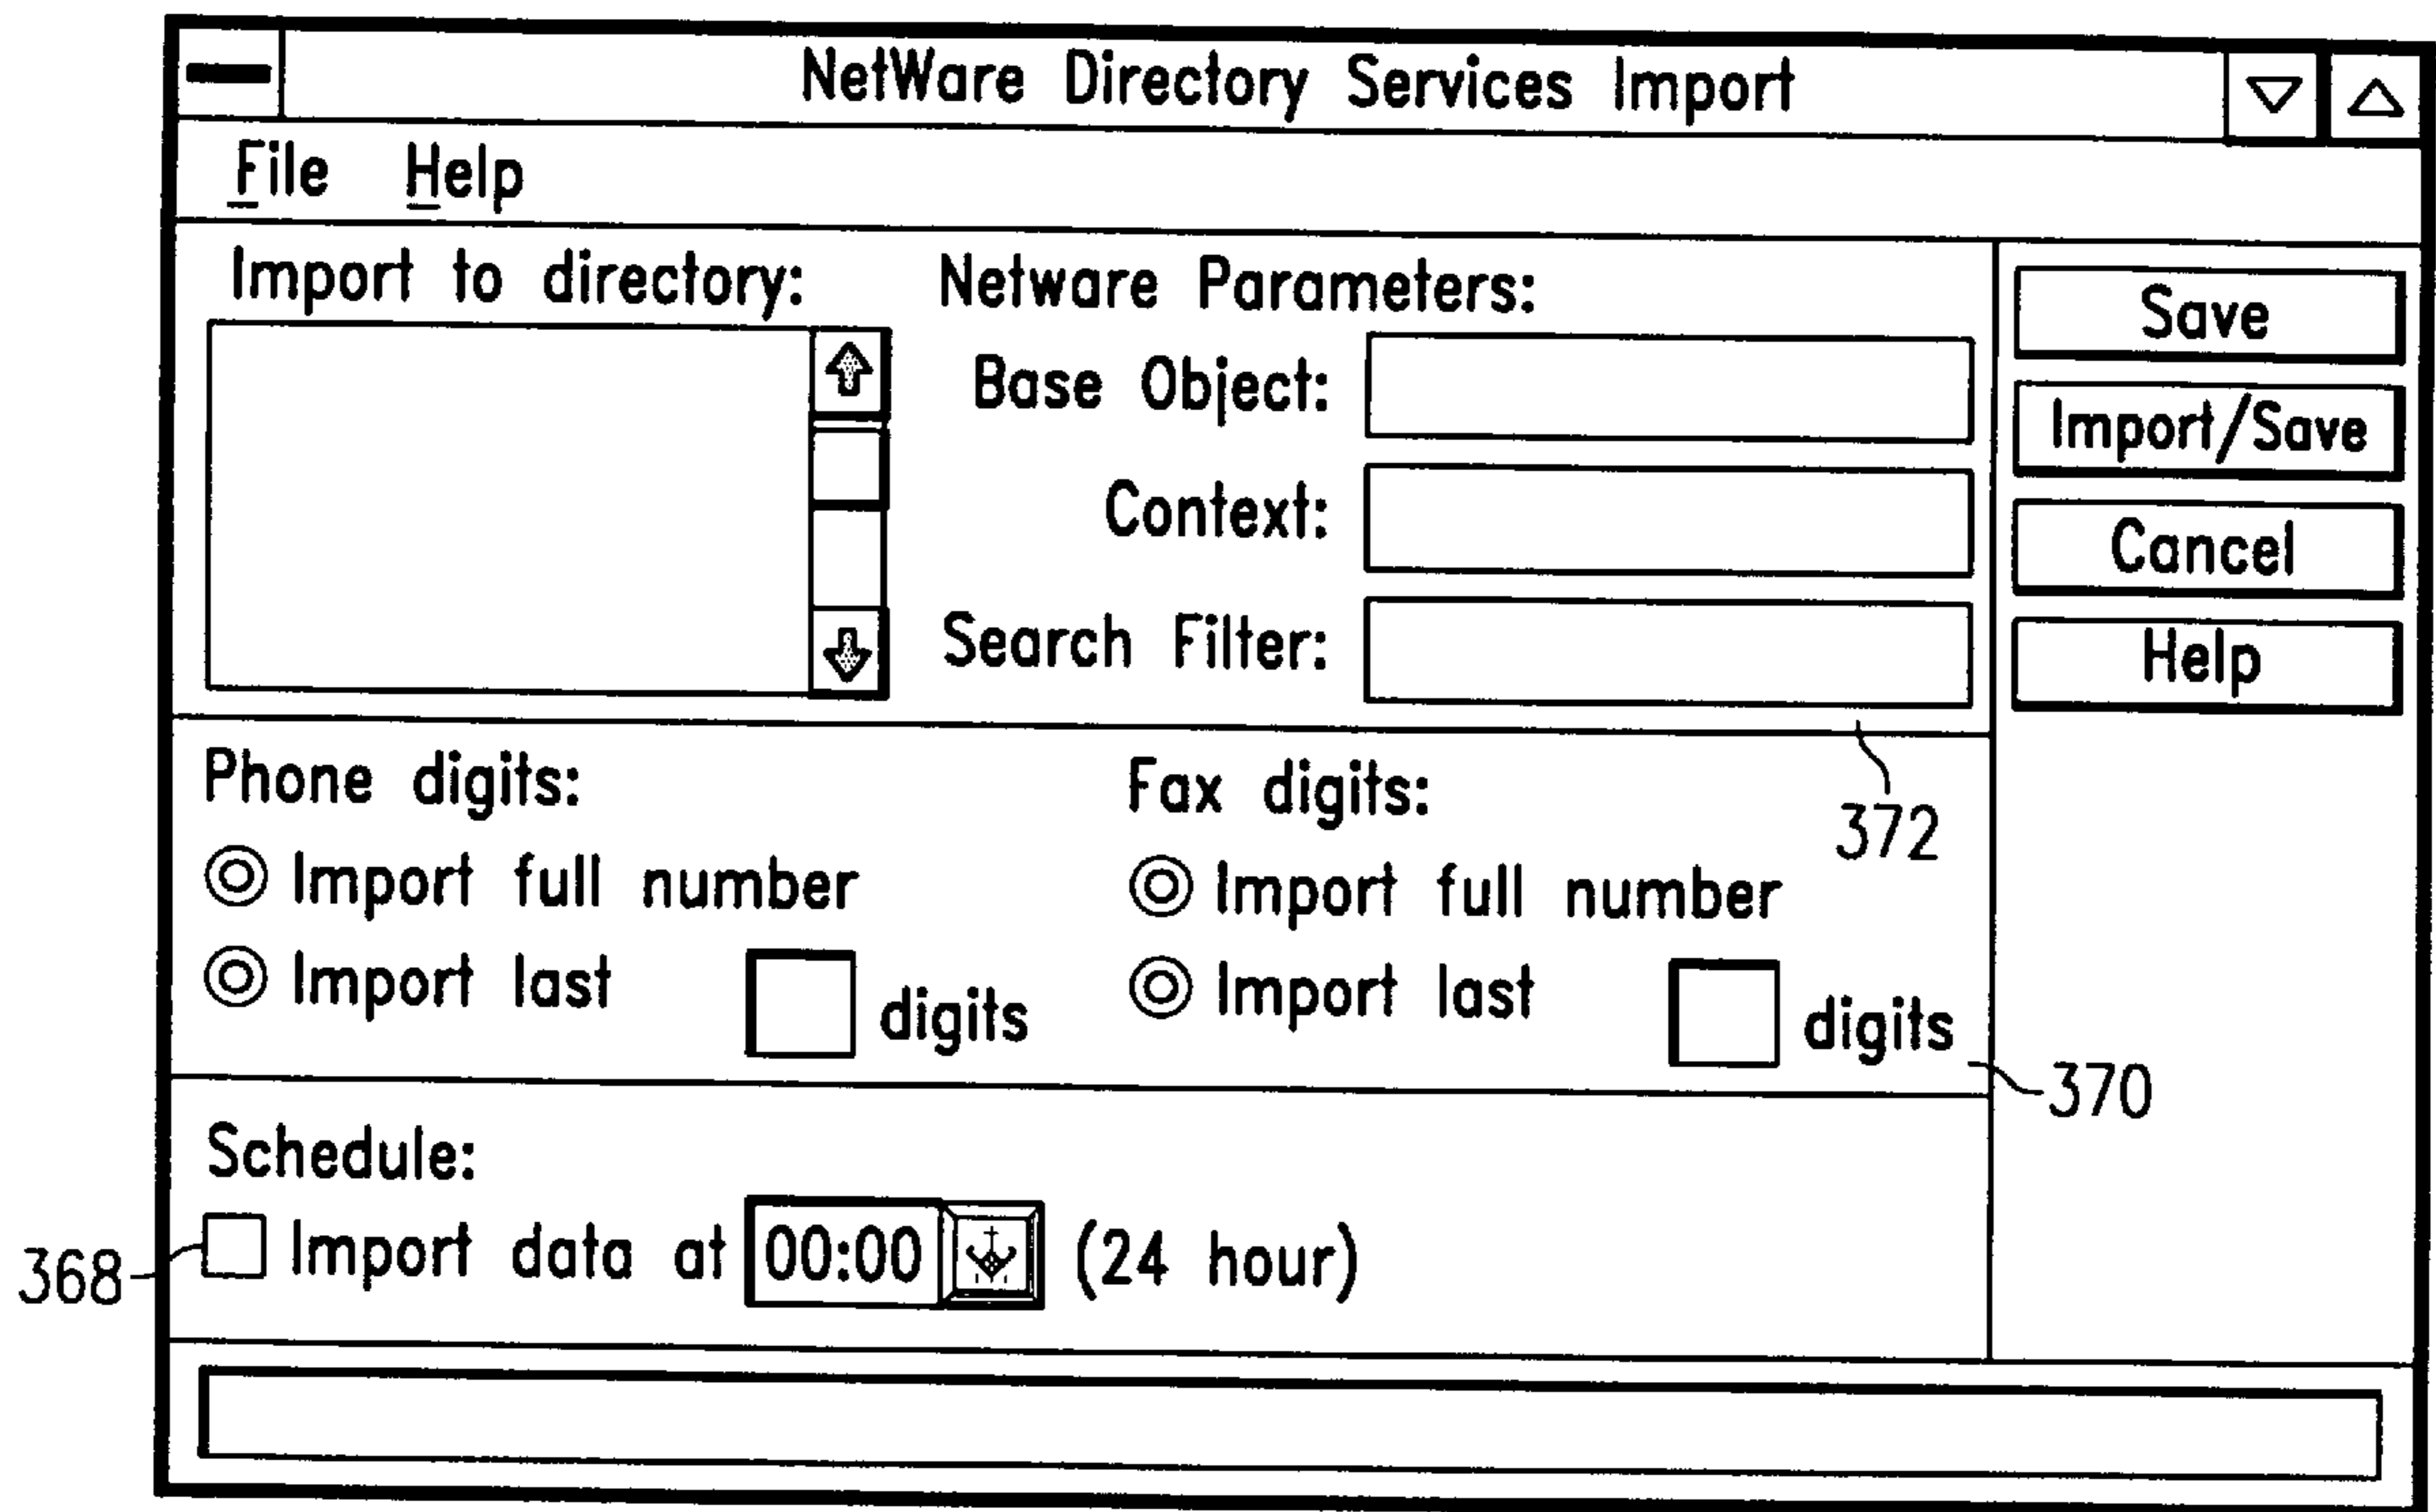 NetWare Directory Services Import
File Help
Import to directory:
Netware Parameters:
Base Object:
Context:
Search Filter:
Save
Import/Save
Cancel
Help
372
Phone digits:
Import full number
Import last digits
Fax digits:
Import full number
Import last digits
370
Schedule:
368
Import data at 00:00 (24 hour)